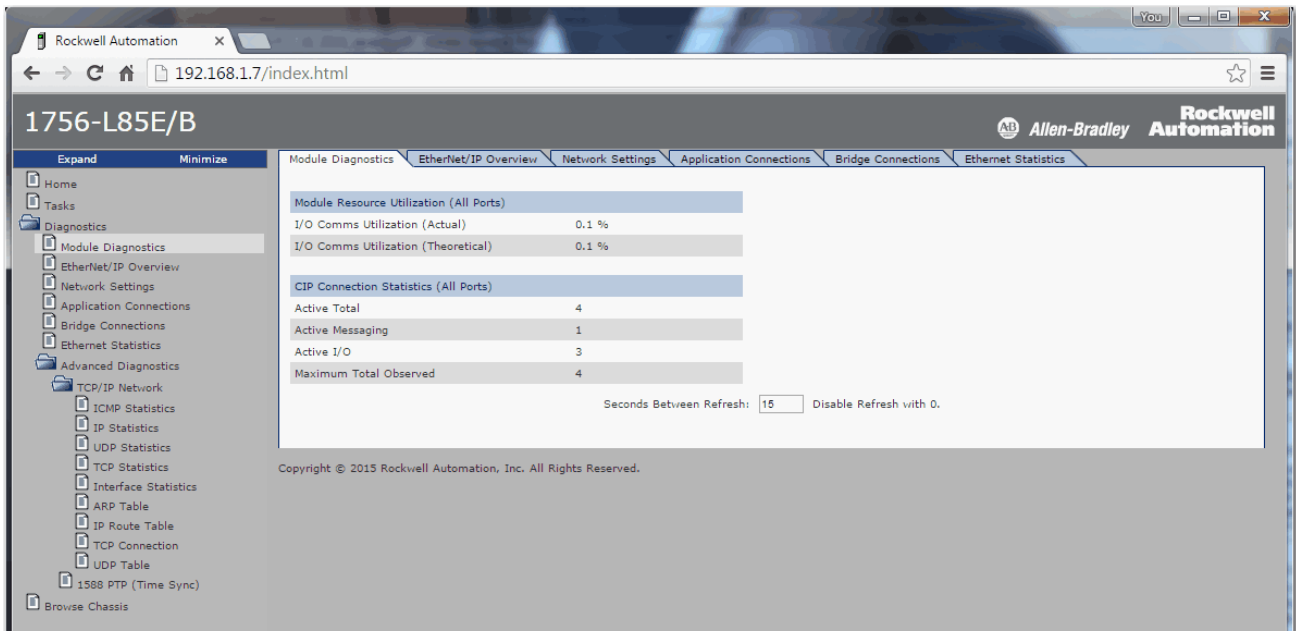 You
Rockwell Automation
192.168.1.7/index.html
1756-L85E/B
AB Allen-Bradley
Rockwell
Automation
Expand Minimize
Home
Tasks
Diagnostics
Module Diagnostics
EtherNet/IP Overview
Network Settings
Application Connections
Bridge Connections
Ethernet Statistics
Advanced Diagnostics
TCP/IP Network
ICMP Statistics
IP Statistics
UDP Statistics
TCP Statistics
Interface Statistics
ARP Table
IP Route Table
TCP Connection
UDP Table
1588 PTP (Time Sync)
Browse Chassis
Module Diagnostics EtherNet/IP Overview Network Settings Application Connections Bridge Connections Ethernet Statistics
Module Resource Utilization (All Ports)
I/O Comms Utilization (Actual) 0.1 %
I/O Comms Utilization (Theoretical) 0.1 %
CIP Connection Statistics (All Ports)
Active Total 4
Active Messaging 1
Active I/O 3
Maximum Total Observed 4
Seconds Between Refresh: 15 Disable Refresh with 0.
Copyright © 2015 Rockwell Automation, Inc. All Rights Reserved.